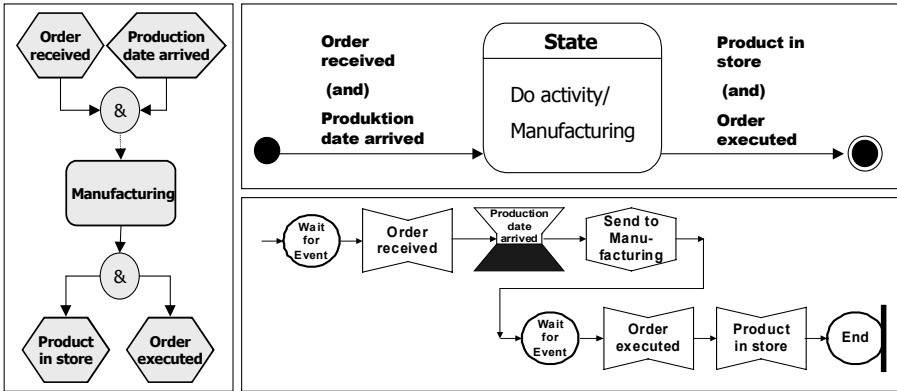 Order
received
Production
date arrived
&
Manufacturing
&
Product
in store
Order
executed
Order
received
(and)
Produktion
date arrived
State
Do activity/
Manufacturing
Product in
store
(and)
Order
executed
Wait
for
Event
Order
received
Production
date
arrived
Send to
Manu-
facturing
Wait
for
Event
Order
executed
Product
in store
End